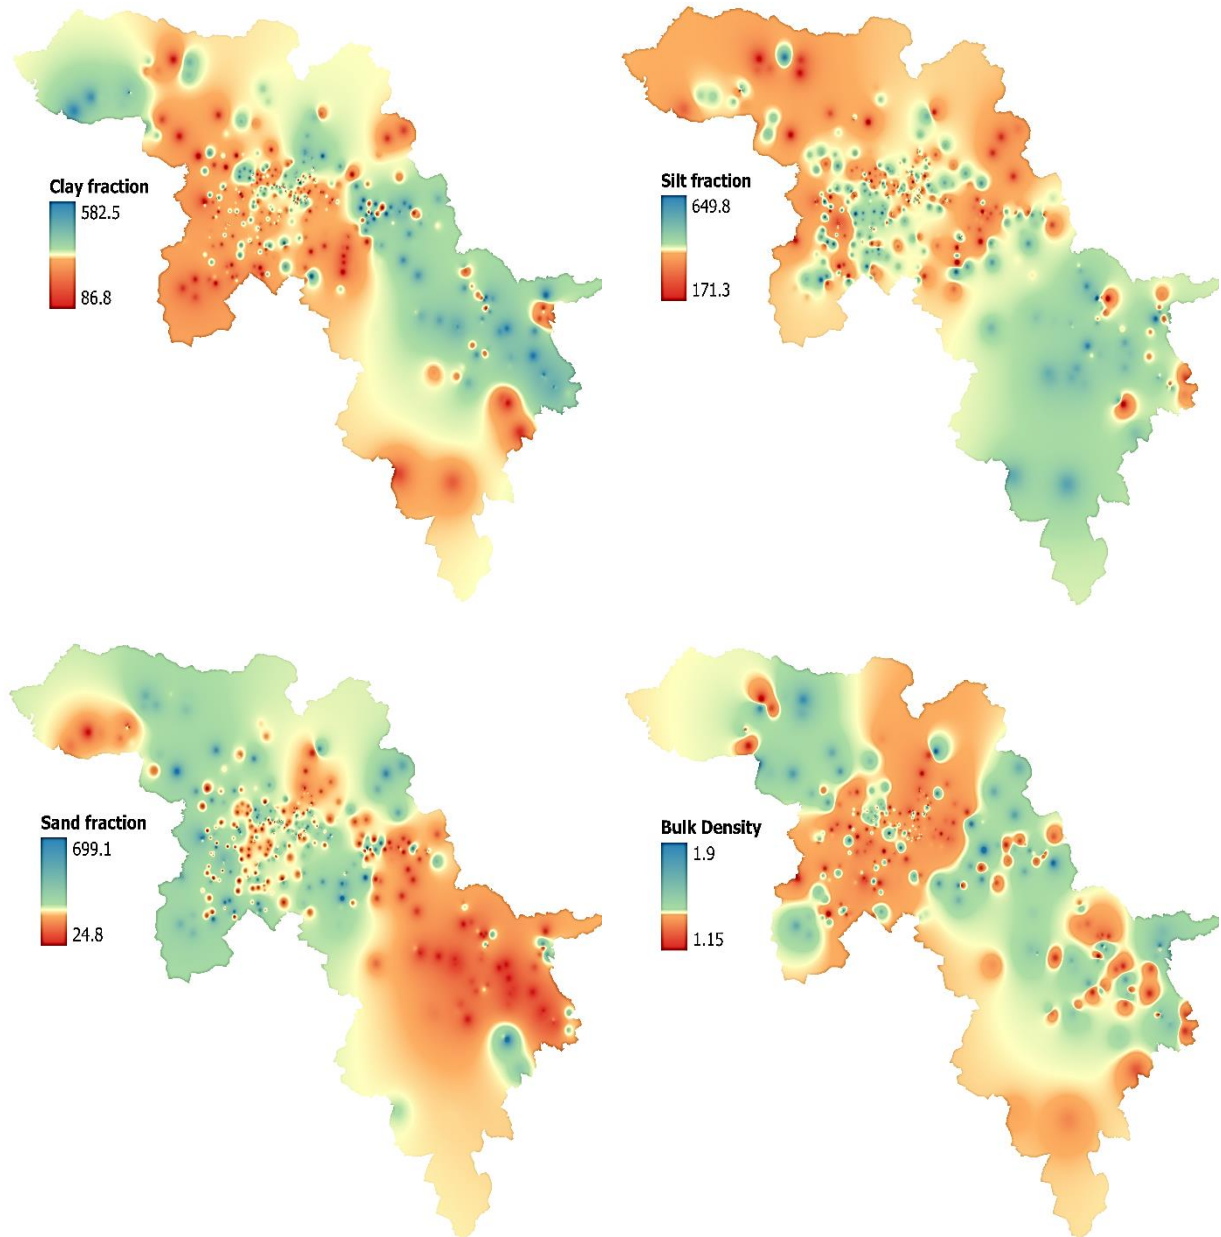 Clay fraction
582.5
86.8
Silt fraction
649.8
171.3
Sand fraction
699.1
24.8
Bulk Density
1.9
1.15